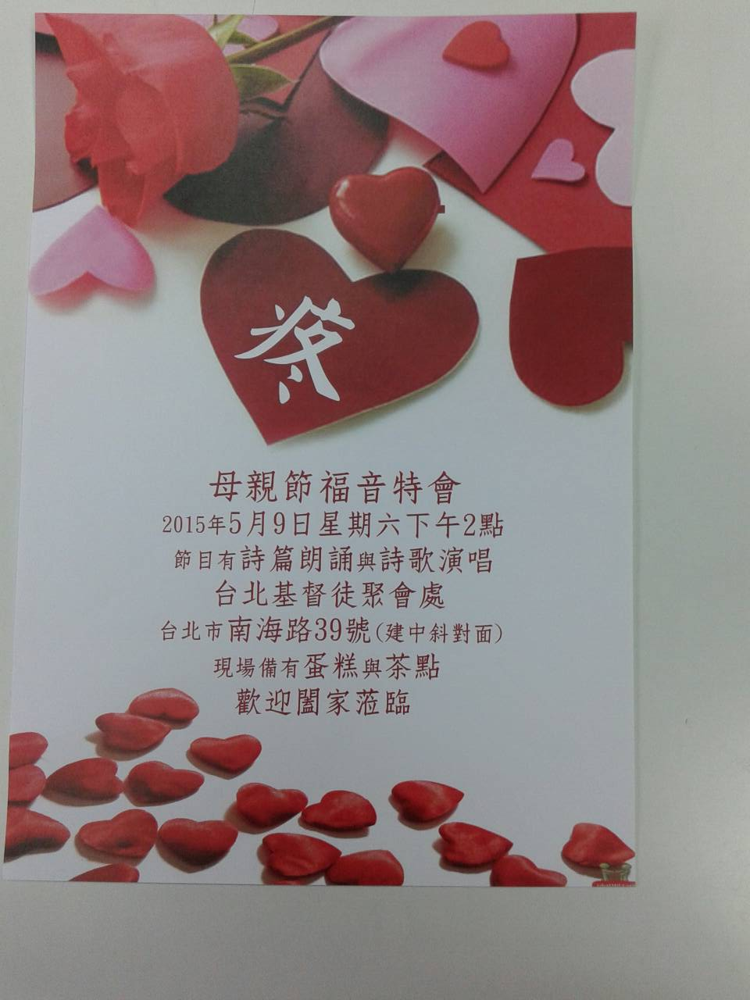 母親節福音特會
2015年5月9日星期六下午2點
節目有詩篇朗誦與詩歌演唱
台北基督徒聚會處
台北市南海路39號(建中斜對面)
現場備有蛋糕與茶點
歡迎闔家蒞臨